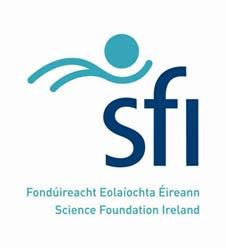 sfi
Fondúireacht Eolaíochta Éireann
Science Foundation Ireland